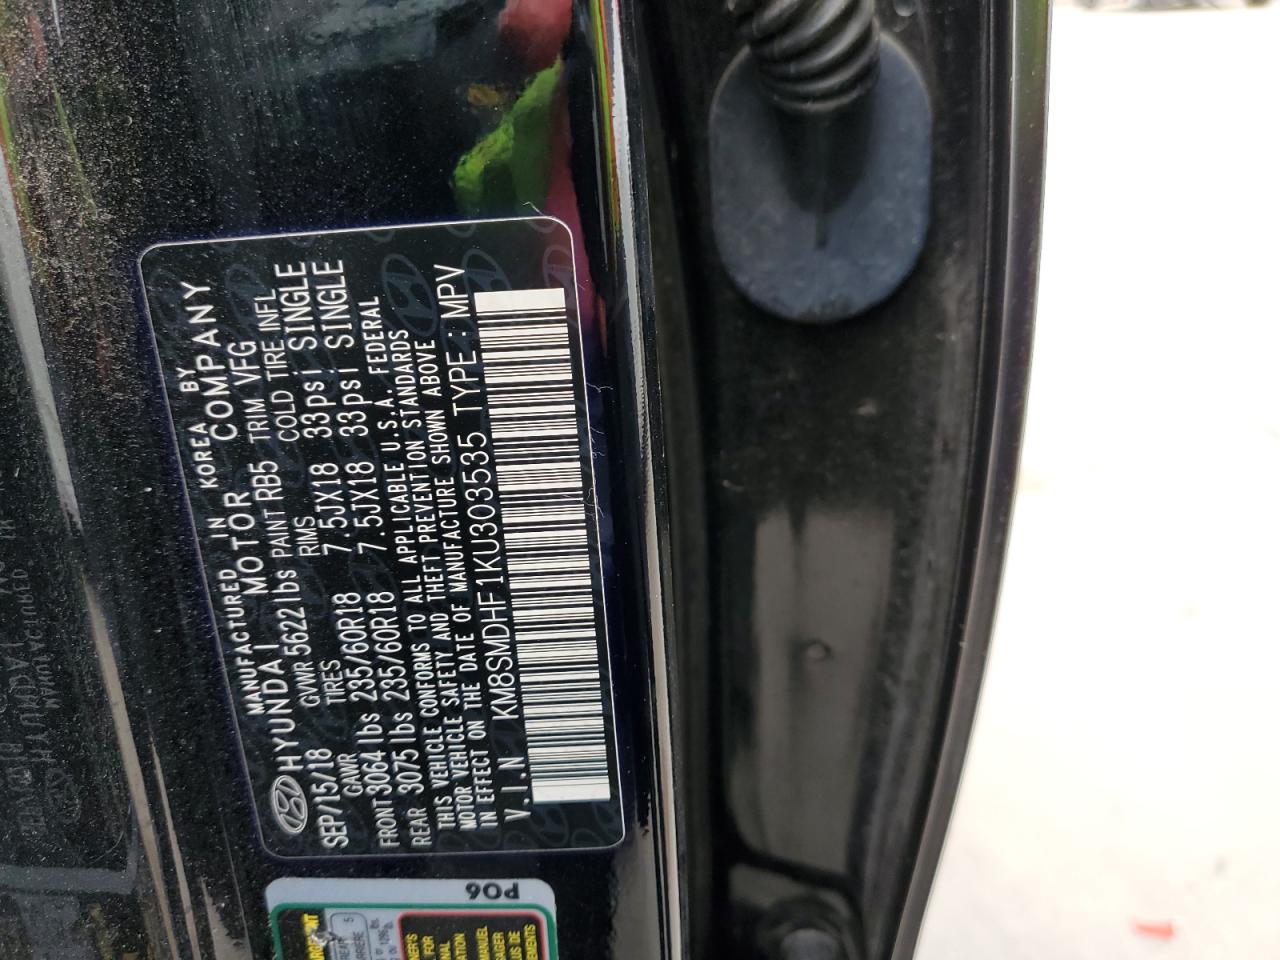 MANUFACTURED IN KOREA BY
HYUNDAI MOTOR COMPANY
SEP/15/18 GVWR 5622 lbs PAINT RB5 TRIM VFG
GAWR TIRES RIMS COLD TIRE INFL
FRONT 3064 lbs 235/60R18 7.5JX18 33psi SINGLE
REAR 3075 lbs 235/60R18 7.5JX18 33psi SINGLE
THIS VEHICLE CONFORMS TO ALL APPLICABLE U.S.A. FEDERAL
MOTOR VEHICLE SAFETY AND THEFT PREVENTION STANDARDS
IN EFFECT ON THE DATE OF MANUFACTURE SHOWN ABOVE
V.I.N KM8SMDHF1KU303535 TYPE : MPV
P06